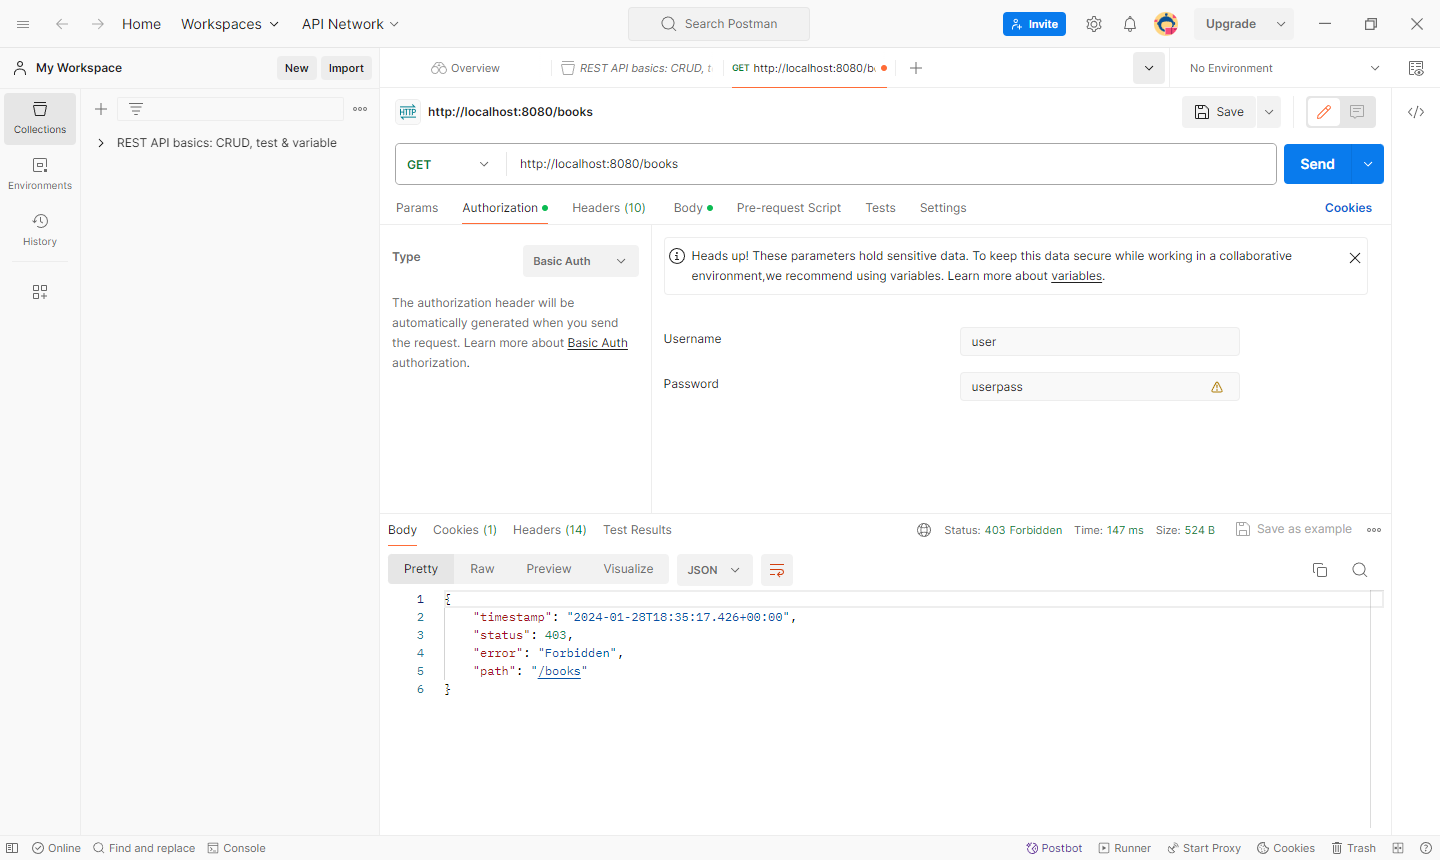 Home
Workspaces
API Network
Search Postman
Invite
Upgrade
My Workspace
New
Import
Overview
REST API basics: CRUD, t
GET http://localhost:8080/b
No Environment
Collections
Environments
History
REST API basics: CRUD, test & variable
HTTP http://localhost:8080/books
Save
GET
http://localhost:8080/books
Send
Params
Authorization
Headers (10)
Body
Pre-request Script
Tests
Settings
Cookies
Type
Basic Auth
The authorization header will be
automatically generated when you send
the request. Learn more about Basic Auth
authorization.
Heads up! These parameters hold sensitive data. To keep this data secure while working in a collaborative
environment,we recommend using variables. Learn more about variables.
Username
user
Password
userpass
Body
Cookies (1)
Headers (14)
Test Results
Status: 403 Forbidden
Time: 147 ms
Size: 524 B
Save as example
Pretty
Raw
Preview
Visualize
JSON
1 {
2 "timestamp": "2024-01-28T18:35:17.426+00:00",
3 "status": 403,
4 "error": "Forbidden",
5 "path": "/books"
6 }
Online
Find and replace
Console
Postbot
Runner
Start Proxy
Cookies
Trash